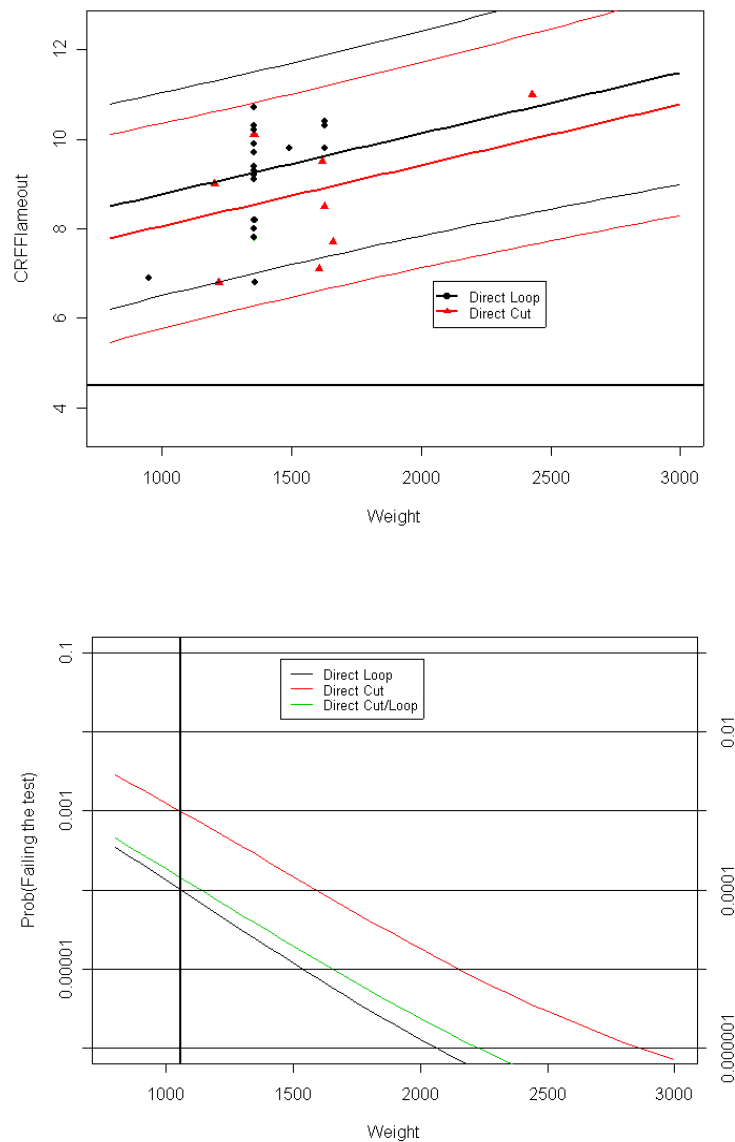 12
10
8
6
4
CRFFlameout
Direct Loop
Direct Cut
1000
1500
2000
2500
3000
Weight
0.1
0.001
0.00001
Prob(Failing the test)
Direct Loop
Direct Cut
Direct Cut/Loop
0.01
0.0001
0.000001
1000
1500
2000
2500
3000
Weight